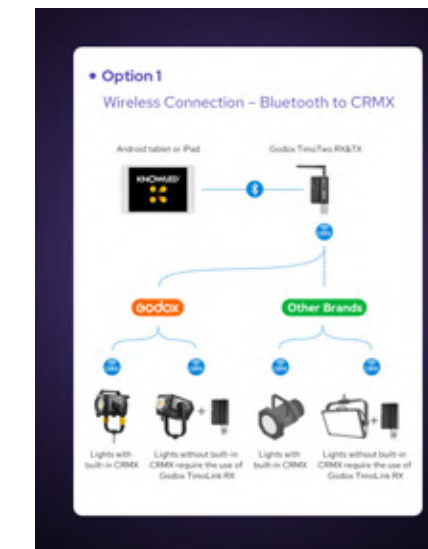 • Option 1
Wireless Connection – Bluetooth to CRMX
Android tablet or iPad
Godox TimoTwo RX&TX
KNOWLED
Godox
Other Brands
Lights with
built-in CRMX
Lights without built-in
CRMX require the use of
Godox TimoLink RX
Lights with
built-in CRMX
Lights without built-in
CRMX require the use of
Godox TimoLink RX